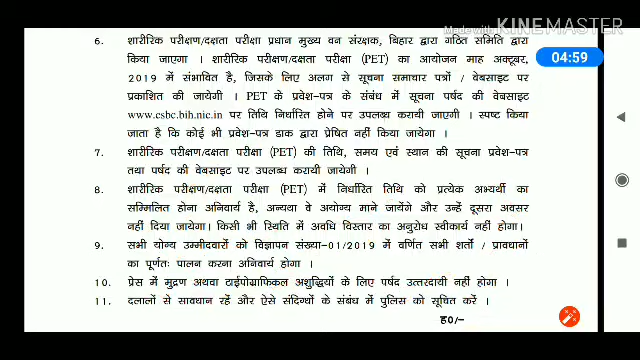 Made with KINEMASTER
6. शारीरिक परीक्षण/दक्षता परीक्षा प्रधान मुख्य वन संरक्षक, बिहार द्वारा गठित समिति द्वारा
किया जाएगा । शारीरिक परीक्षण/दक्षता परीक्षा (PET) का आयोजन माह अक्टूबर,
04:59
2019 में संभावित है, जिसके लिए अलग से सूचना समाचार पत्रों / वेबसाइट पर
प्रकाशित की जायेगी । PET के प्रवेश-पत्र के संबंध में सूचना पर्षद की वेबसाइट
www.csbc.bih.nic.in पर तिथि निर्धारित होने पर उपलब्ध करायी जाएगी । स्पष्ट किया
जाता है कि कोई भी प्रवेश-पत्र डाक द्वारा प्रेषित नहीं किया जायेगा ।
7. शारीरिक परीक्षण/दक्षता परीक्षा (PET) की तिथि, समय एवं स्थान की सूचना प्रवेश-पत्र
तथा पर्षद की वेबसाइट पर उपलब्ध करायी जायेगी ।
8. शारीरिक परीक्षण/दक्षता परीक्षा (PET) में निर्धारित तिथि को प्रत्येक अभ्यर्थी का
सम्मिलित होना अनिवार्य है, अन्यथा वे अयोग्य माने जायेंगे और उन्हें दूसरा अवसर
नहीं दिया जायेगा। किसी भी स्थिति में अवधि विस्तार का अनुरोध स्वीकार्य नहीं होगा।
9. सभी योग्य उम्मीदवारों को विज्ञापन संख्या-01/2019 में वर्णित सभी शर्तो / प्रावधानों
का पूर्णतः पालन करना अनिवार्य होगा ।
10. प्रेस में मुद्रण अथवा टाईपोग्राफिकल अशुद्धियों के लिए पर्षद उत्तरदायी नहीं होगा ।
11. दलालों से सावधान रहें और ऐसे संदिग्धों के संबंध में पुलिस को सूचित करें ।
ह0/-